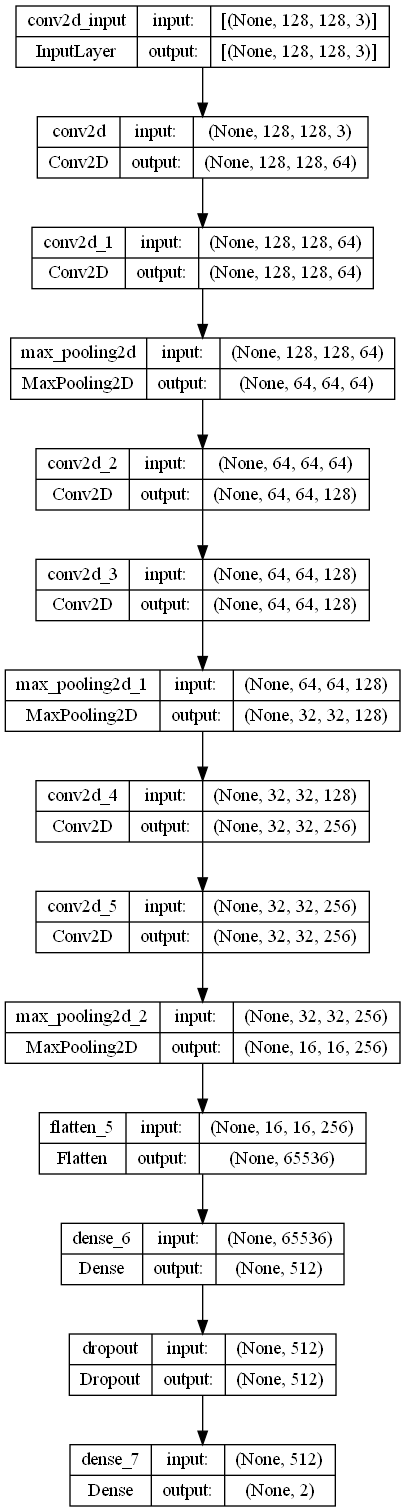 conv2d_input input: [(None, 128, 128, 3)]
InputLayer output: [(None, 128, 128, 3)]
conv2d input: (None, 128, 128, 3)
Conv2D output: (None, 128, 128, 64)
conv2d_1 input: (None, 128, 128, 64)
Conv2D output: (None, 128, 128, 64)
max_pooling2d input: (None, 128, 128, 64)
MaxPooling2D output: (None, 64, 64, 64)
conv2d_2 input: (None, 64, 64, 64)
Conv2D output: (None, 64, 64, 128)
conv2d_3 input: (None, 64, 64, 128)
Conv2D output: (None, 64, 64, 128)
max_pooling2d_1 input: (None, 64, 64, 128)
MaxPooling2D output: (None, 32, 32, 128)
conv2d_4 input: (None, 32, 32, 128)
Conv2D output: (None, 32, 32, 256)
conv2d_5 input: (None, 32, 32, 256)
Conv2D output: (None, 32, 32, 256)
max_pooling2d_2 input: (None, 32, 32, 256)
MaxPooling2D output: (None, 16, 16, 256)
flatten_5 input: (None, 16, 16, 256)
Flatten output: (None, 65536)
dense_6 input: (None, 65536)
Dense output: (None, 512)
dropout input: (None, 512)
Dropout output: (None, 512)
dense_7 input: (None, 512)
Dense output: (None, 2)